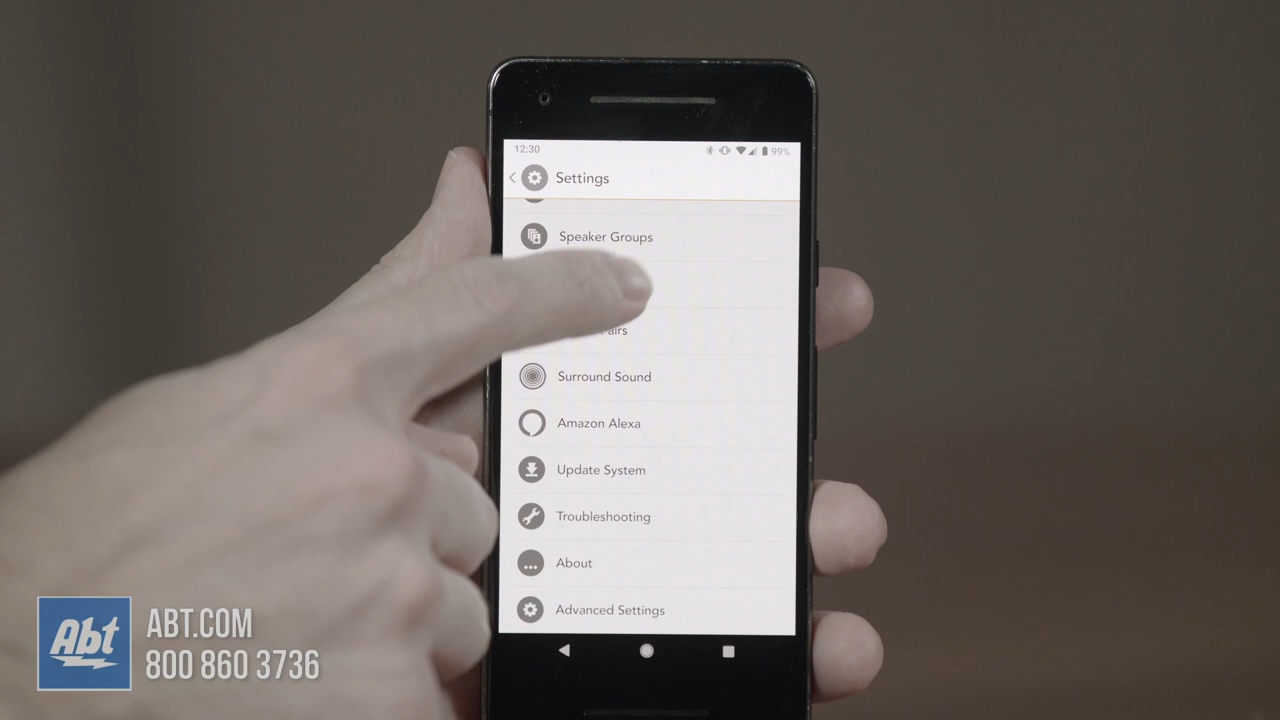 12:30
99%
Settings
Speaker Groups
airs
Surround Sound
Amazon Alexa
Update System
Troubleshooting
About
Advanced Settings
Abt
ABT.COM
800 860 3736